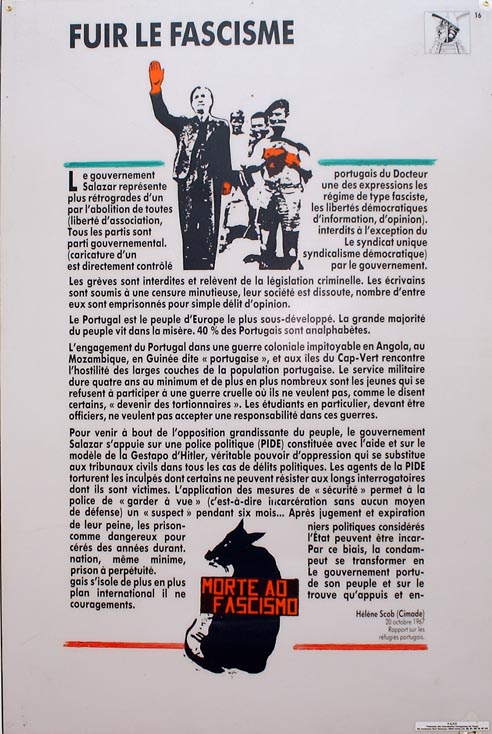 16
FUIR LE FASCISME
Le gouvernement portugais du Docteur
Salazar représente une des expressions les
plus rétrogrades d'un régime de type fasciste,
par l'abolition de toutes les libertés démocratiques
(liberté d'association, d'information, d'opinion).
Tous les partis sont interdits à l'exception du
parti gouvernemental. Le syndicat unique
(caricature d'un syndicalisme démocratique)
est directement contrôlé par le gouvernement.
Les grèves sont interdites et relèvent de la législation criminelle. Les écrivains
sont soumis à une censure minutieuse, leur société est dissoute, nombre d'entre
eux sont emprisonnés pour simple délit d'opinion.
Le Portugal est le peuple d'Europe le plus sous-développé. La grande majorité
du peuple vit dans la misère. 40 % des Portugais sont analphabètes.
L'engagement du Portugal dans une guerre coloniale impitoyable en Angola, au
Mozambique, en Guinée dite « portugaise », et aux îles du Cap-Vert rencontre
l'hostilité des larges couches de la population portugaise. Le service militaire
dure quatre ans au minimum et de plus en plus nombreux sont les jeunes qui se
refusent à participer à une guerre cruelle où ils ne veulent pas, comme le disent
certains, « devenir des tortionnaires ». Les étudiants en particulier, devant être
officiers, ne veulent pas accepter une responsabilité dans ces guerres.
Pour venir à bout de l'opposition grandissante du peuple, le gouvernement
Salazar s'appuie sur une police politique (PIDE) constituée avec l'aide et sur le
modèle de la Gestapo d'Hitler, véritable pouvoir d'oppression qui se substitue
aux tribunaux civils dans tous les cas de délits politiques. Les agents de la PIDE
torturent les inculpés dont certains ne peuvent résister aux longs interrogatoires
dont ils sont victimes. L'application des mesures de « sécurité » permet à la
police de « garder à vue » (c'est-à-dire incarcération sans aucun moyen
de défense) un « suspect » pendant six mois... Après jugement et expiration
de leur peine, les prison-niers politiques considérés
comme dangereux pour l'État peuvent être incar-
cérés des années durant. Par ce biais, la condam-
nation, même minime, peut se transformer en
prison à perpétuité. Le gouvernement portu-
gais s'isole de plus en plus de son peuple et sur le
plan international il ne trouve qu'appuis et en-
couragements.
MORTE AO
FASCISMO
Hélène Scob (Cimade)
20 octobre 1967
Rapport sur les
réfugiés portugais.